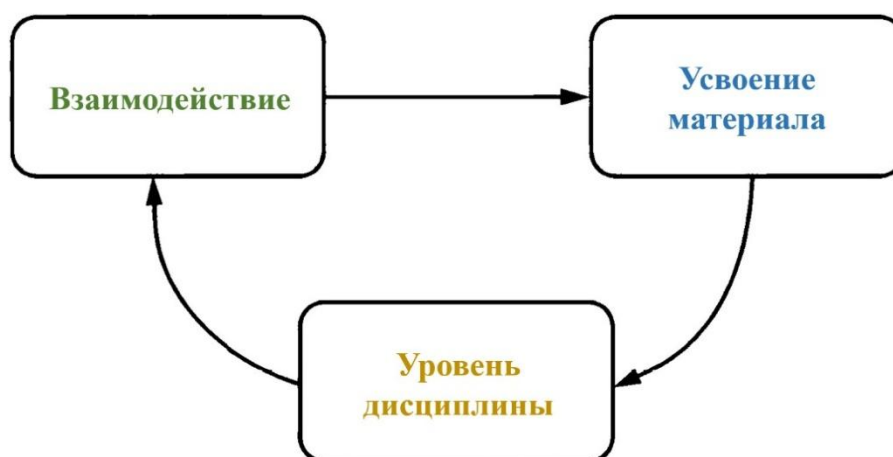 Взаимодействие
Усвоение
материала
Уровень
дисциплины